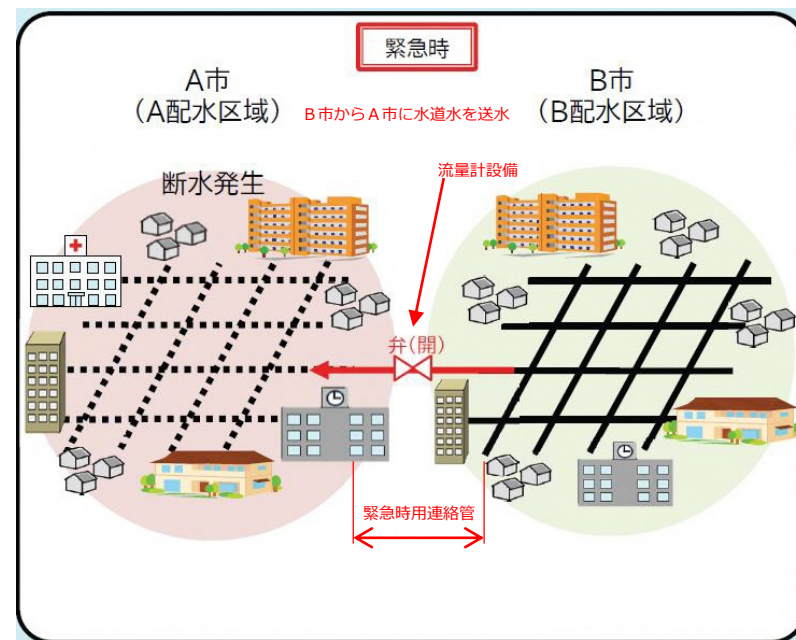 緊急時
A市
（A配水区域）
B市からA市に水道水を送水
B市
（B配水区域）
断水発生
流量計設備
弁(開)
緊急時用連絡管